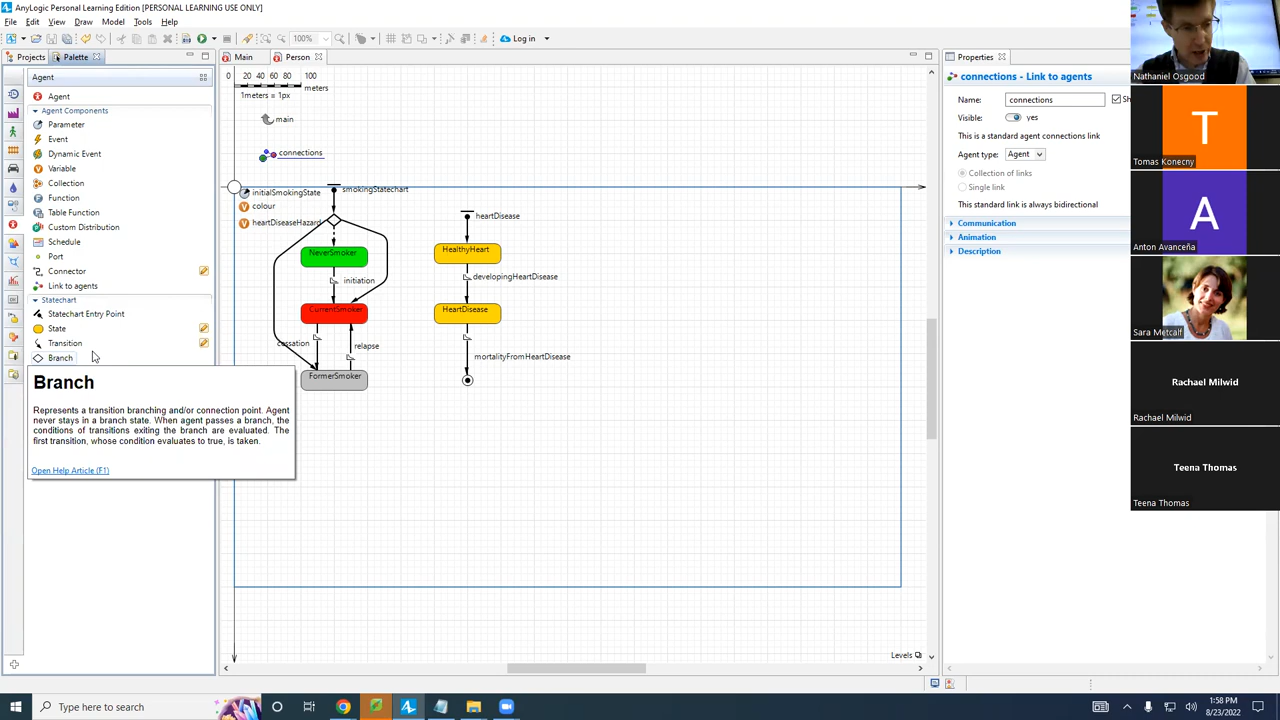 AnyLogic Personal Learning Edition [PERSONAL LEARNING USE ONLY]
File Edit View Draw Model Tools Help
100%
Log in
Projects
Palette
Main
Person
Properties
Agent
Agent
Agent Components
Parameter
Event
Dynamic Event
Variable
Collection
Function
Table Function
Custom Distribution
Schedule
Port
Connector
Link to agents
Statechart
Statechart Entry Point
State
Transition
Branch
Branch
Represents a transition branching and/or connection point. Agent
never stays in a branch state. When agent passes a branch, the
conditions of transitions exiting the branch are evaluated. The
first transition, whose condition evaluates to true, is taken.
Open Help Article (F1)
0 20 40 60 80 100
meters
1meters = 1px
main
connections
initialSmokingState
smokingStatechart
colour
heartDiseaseHazard
NeverSmoker
initiation
CurrentSmoker
cessation
relapse
FormerSmoker
heartDisease
HealthyHeart
developingHeartDisease
HeartDisease
mortalityFromHeartDisease
Levels
connections - Link to agents
Name: connections
Visible: yes
This is a standard agent connections link
Agent type: Agent
Collection of links
Single link
This standard link is always bidirectional
Communication
Animation
Description
Nathaniel Osgood
T
Tomas Konecny
A
Anton Avanceña
Sara Metcalf
Rachael Milwid
Rachael Milwid
Teena Thomas
Teena Thomas
Type here to search
1:58 PM
8/23/2022